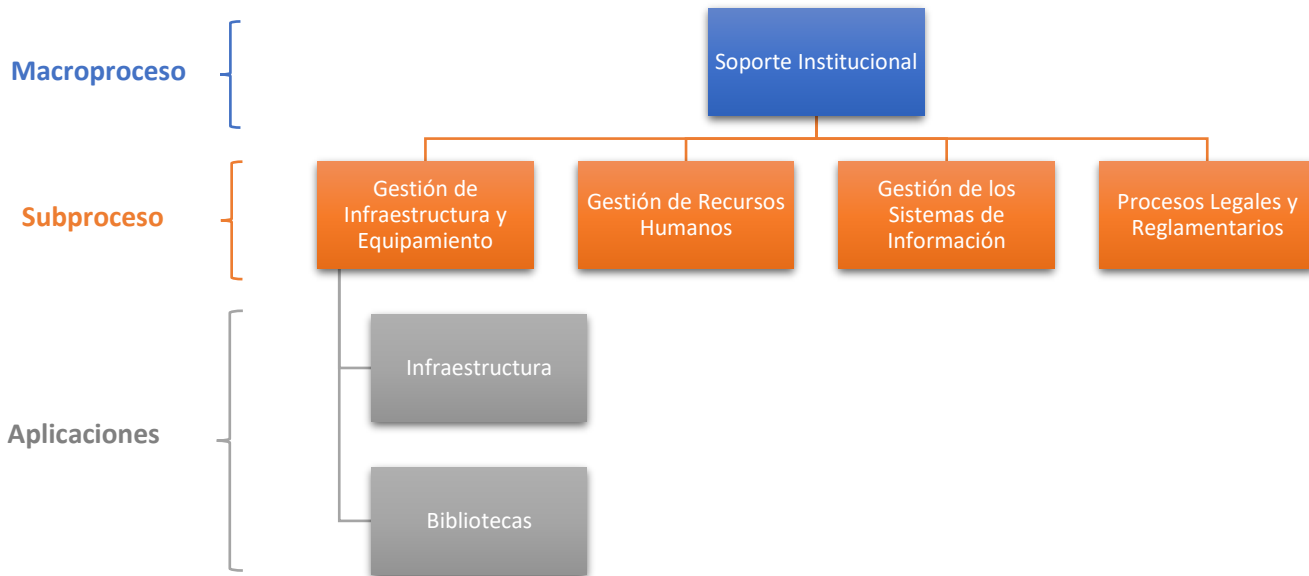 Macroproceso
Soporte Institucional
Subproceso
Gestión de
Infraestructura y
Equipamiento
Gestión de Recursos
Humanos
Gestión de los
Sistemas de
Información
Procesos Legales y
Reglamentarios
Aplicaciones
Infraestructura
Bibliotecas